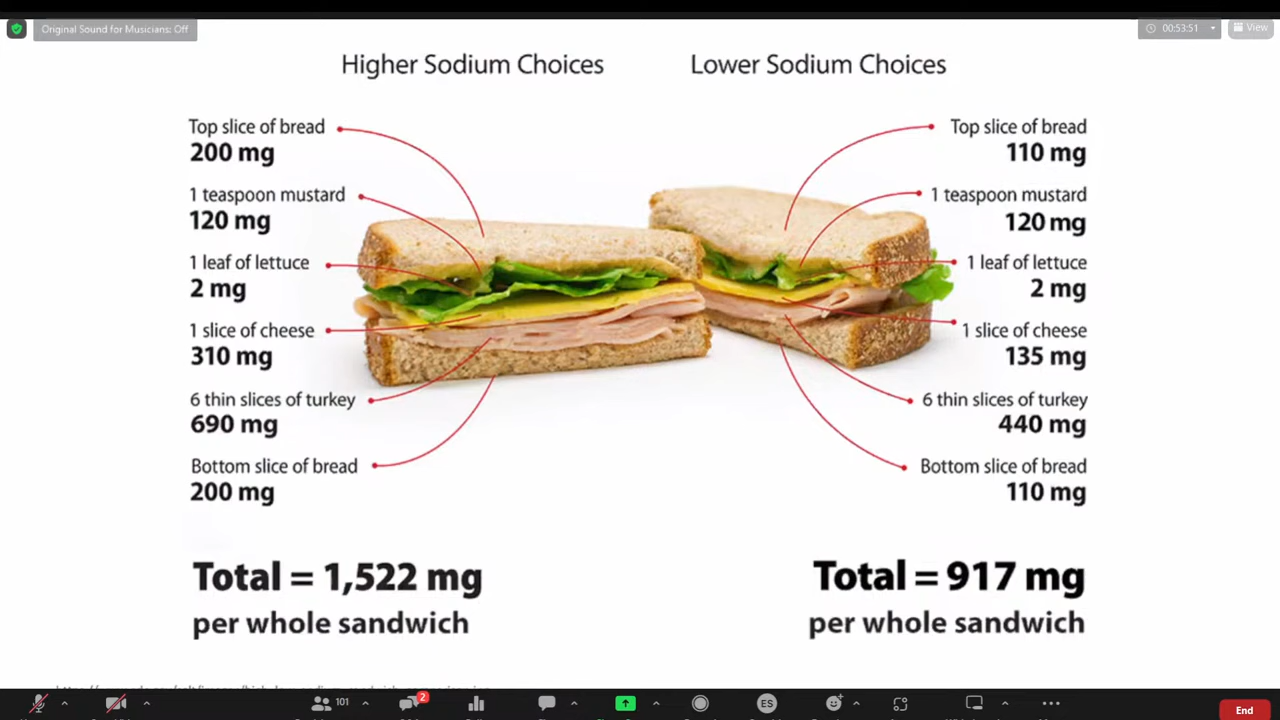 Original Sound for Musicians: Off
00:53:51
View
Higher Sodium Choices
Lower Sodium Choices
Top slice of bread
200 mg
1 teaspoon mustard
120 mg
1 leaf of lettuce
2 mg
1 slice of cheese
310 mg
6 thin slices of turkey
690 mg
Bottom slice of bread
200 mg
Total = 1,522 mg
per whole sandwich
Top slice of bread
110 mg
1 teaspoon mustard
120 mg
1 leaf of lettuce
2 mg
1 slice of cheese
135 mg
6 thin slices of turkey
440 mg
Bottom slice of bread
110 mg
Total = 917 mg
per whole sandwich
101
2
ES
End